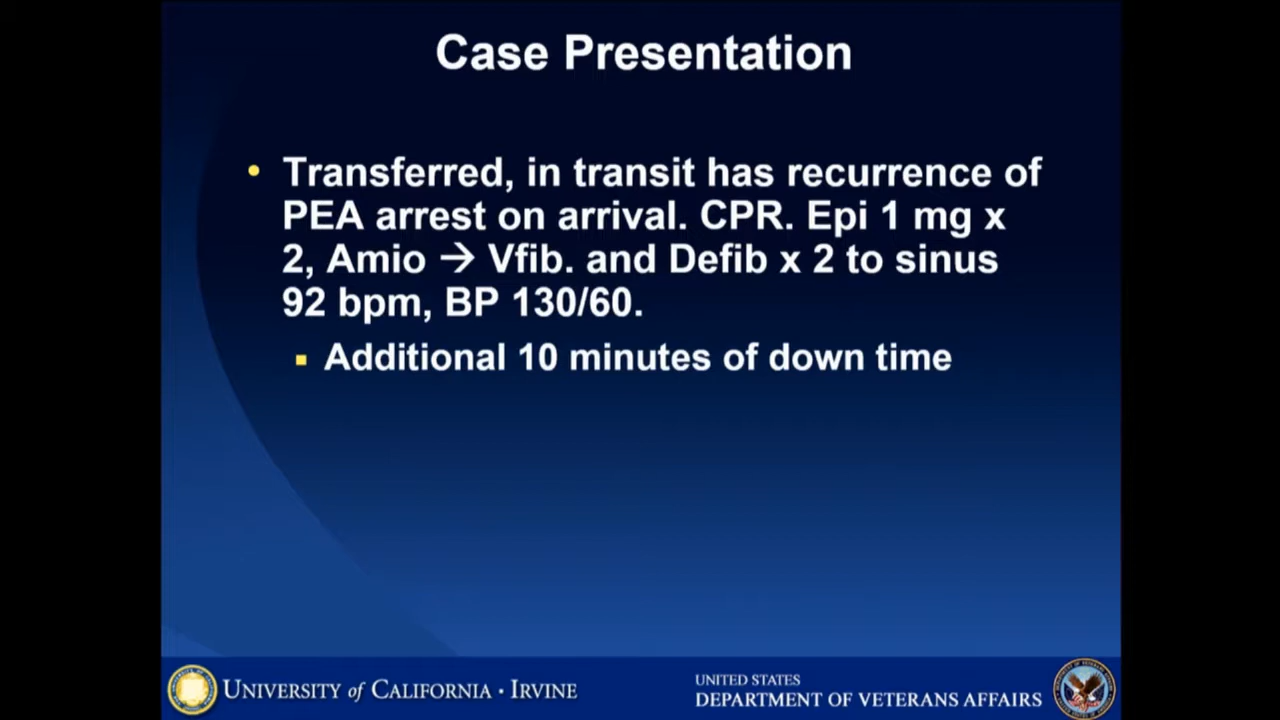 Case Presentation
• Transferred, in transit has recurrence of
PEA arrest on arrival. CPR. Epi 1 mg x
2, Amio → Vfib. and Defib x 2 to sinus
92 bpm, BP 130/60.
▪ Additional 10 minutes of down time
UNIVERSITY of CALIFORNIA • IRVINE
UNITED STATES
DEPARTMENT OF VETERANS AFFAIRS